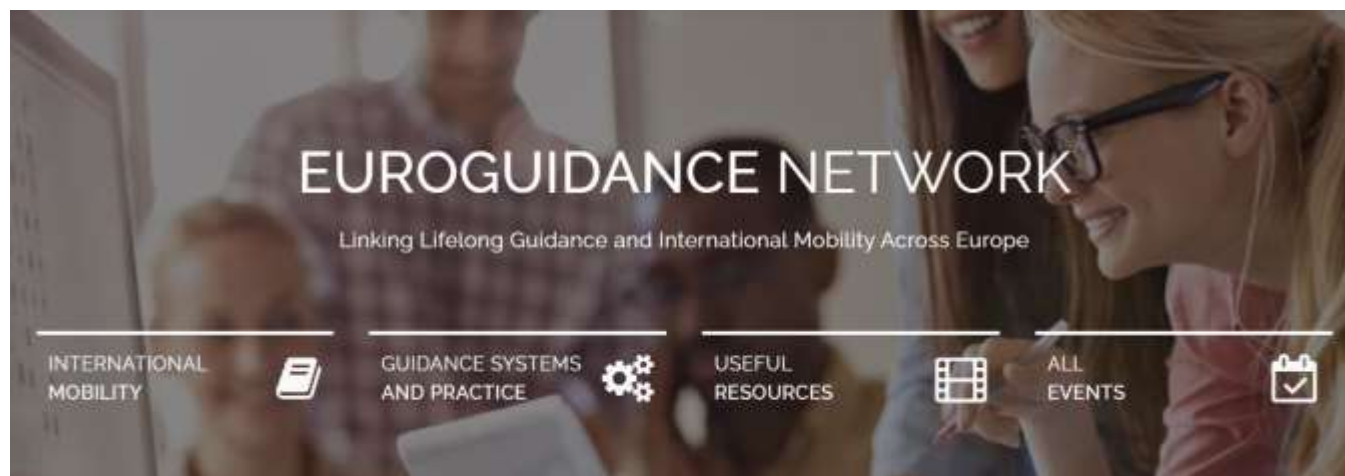 EUROGUIDANCE NETWORK
Linking Lifelong Guidance and International Mobility Across Europe
INTERNATIONAL
MOBILITY
GUIDANCE SYSTEMS
AND PRACTICE
USEFUL
RESOURCES
ALL
EVENTS